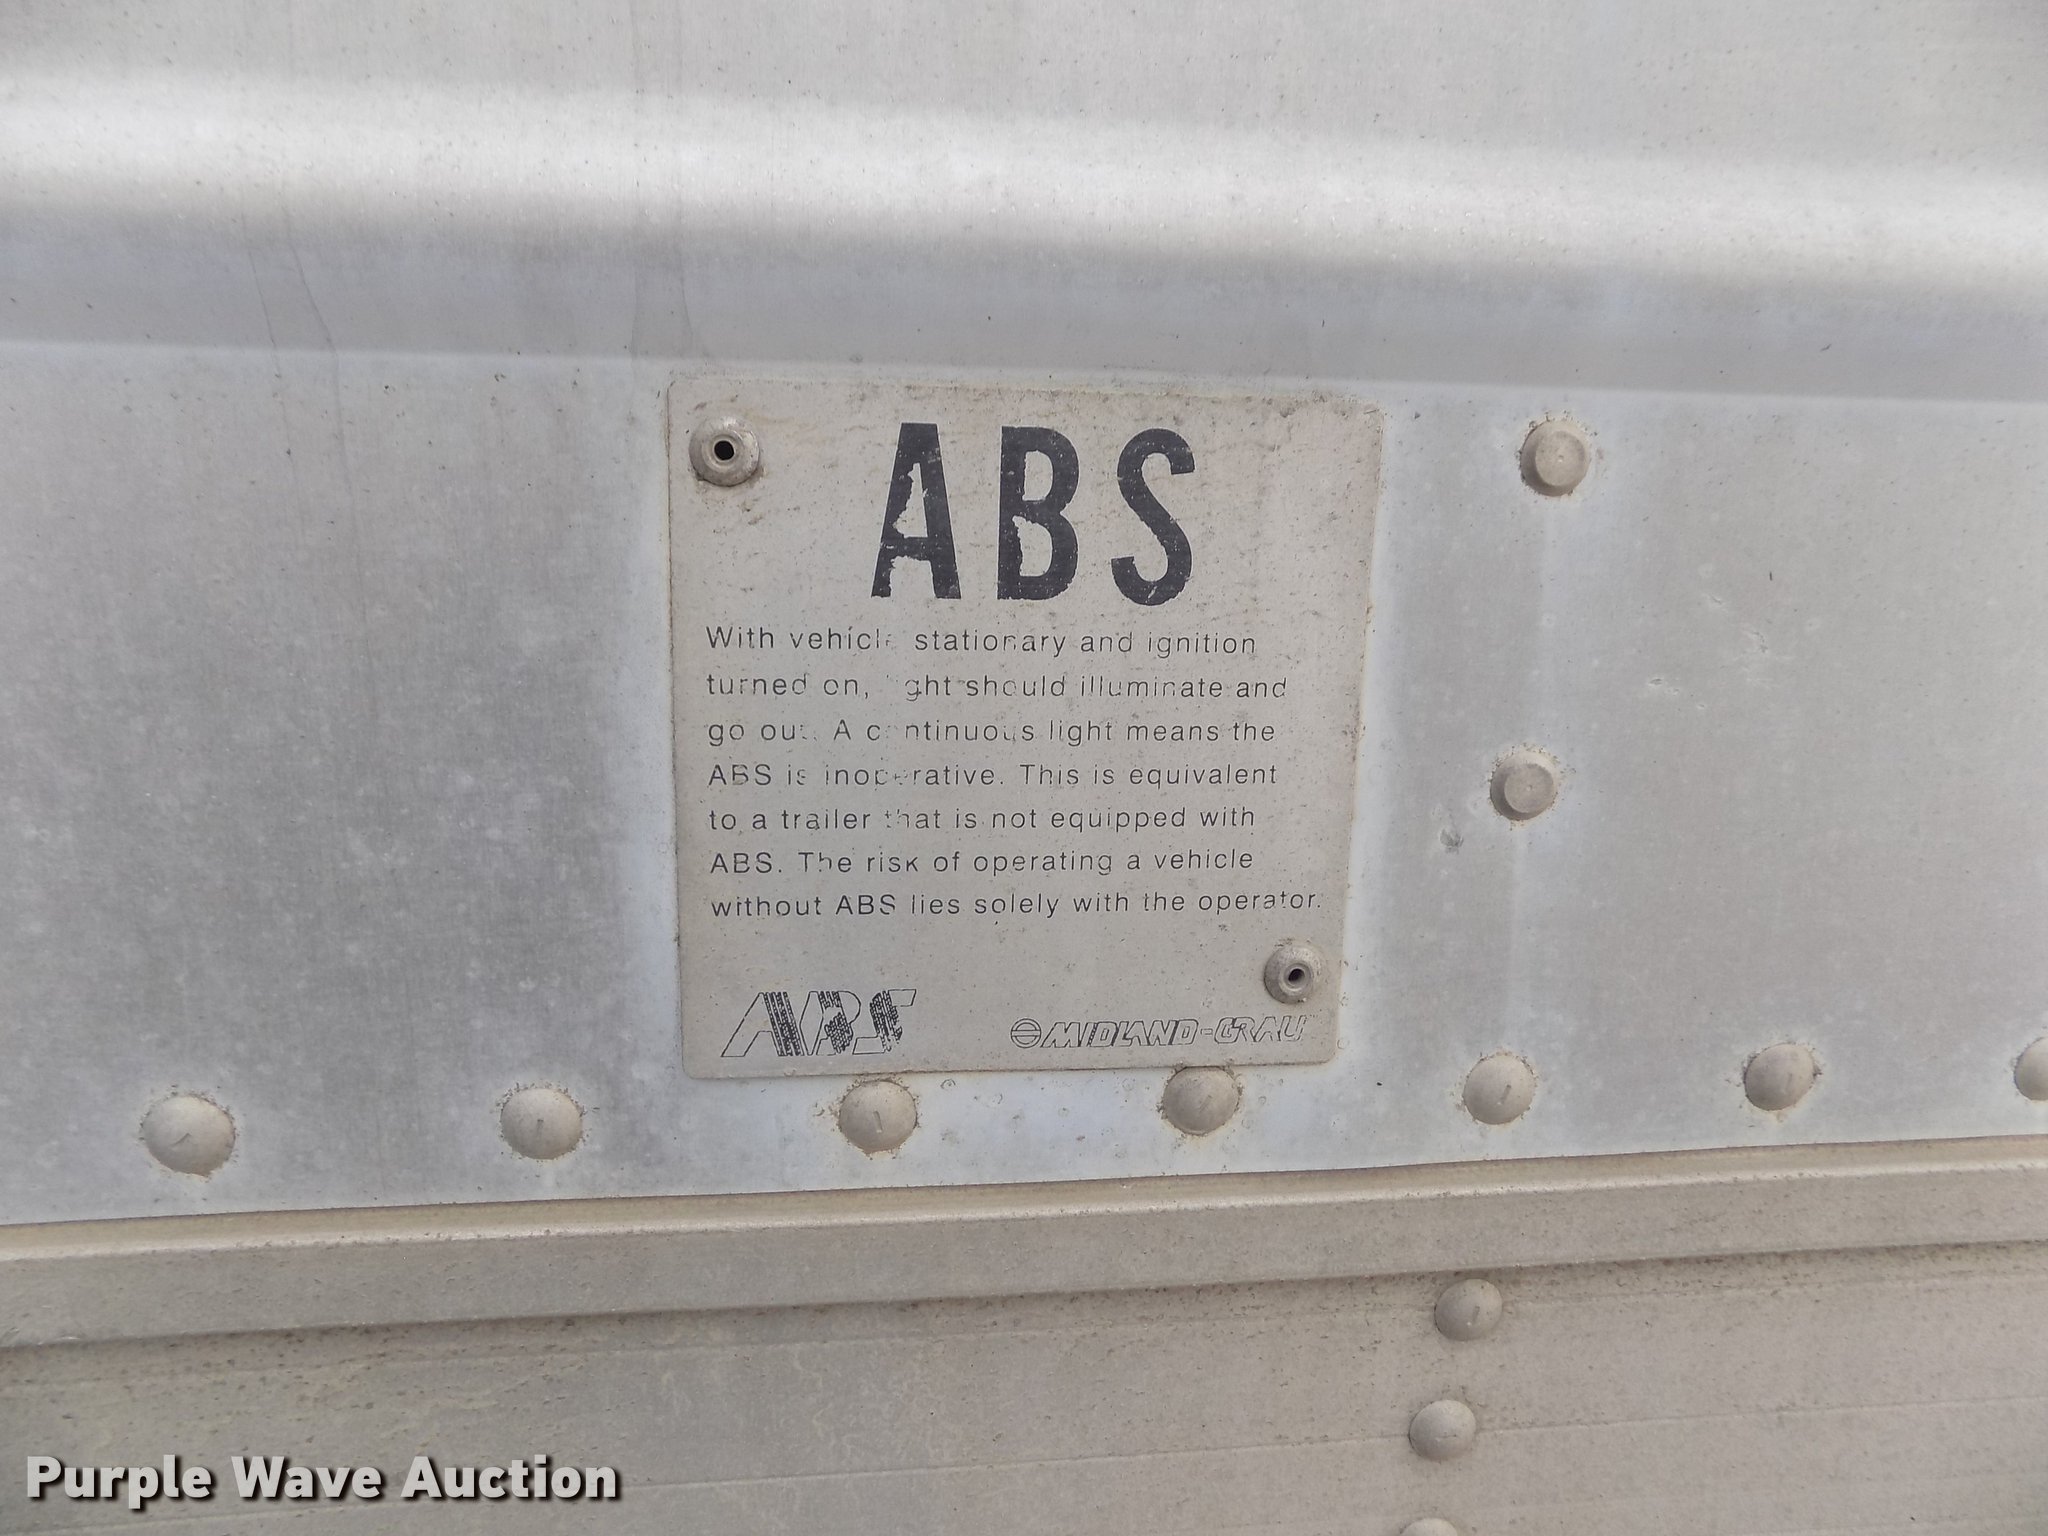 ABS
With vehicle stationary and ignition
turned on, light should illuminate and
go out. A continuous light means the
ABS is inoperative. This is equivalent
to a trailer that is not equipped with
ABS. The risk of operating a vehicle
without ABS lies solely with the operator.
ABS
MIDLAND-GRAU
Purple Wave Auction